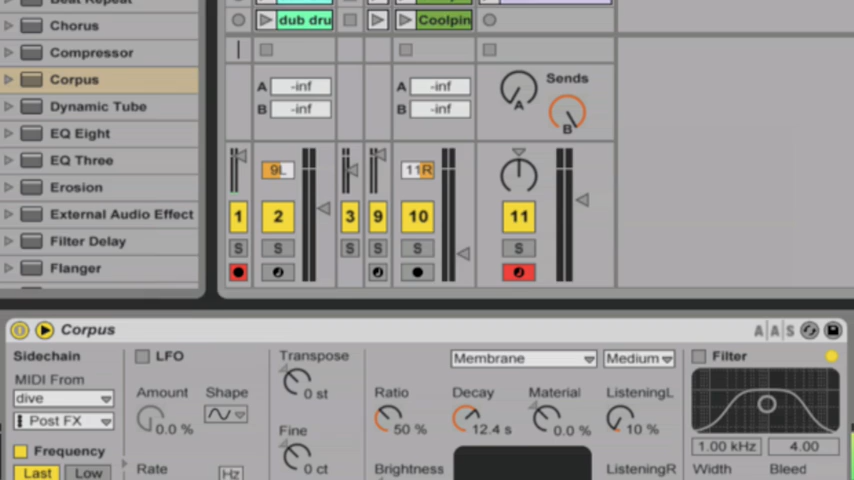 Beat Repeat
Chorus
Compressor
Corpus
Dynamic Tube
EQ Eight
EQ Three
Erosion
External Audio Effect
Filter Delay
Flanger
dub dru
Coolpin
A -inf
B -inf
A -inf
B -inf
Sends
A
B
9L
11R
1 2 3 9 10 11
S S S S S S
Corpus
A A S
Sidechain
MIDI From
dive
Post FX
Frequency
Last Low
LFO
Amount Shape
0.0 %
Rate Hz
Transpose
0 st
Fine
0 ct
Membrane Medium
Ratio Decay Material ListeningL
50 % 12.4 s 0.0 % 10 %
Brightness ListeningR
Filter
1.00 kHz 4.00
Width Bleed